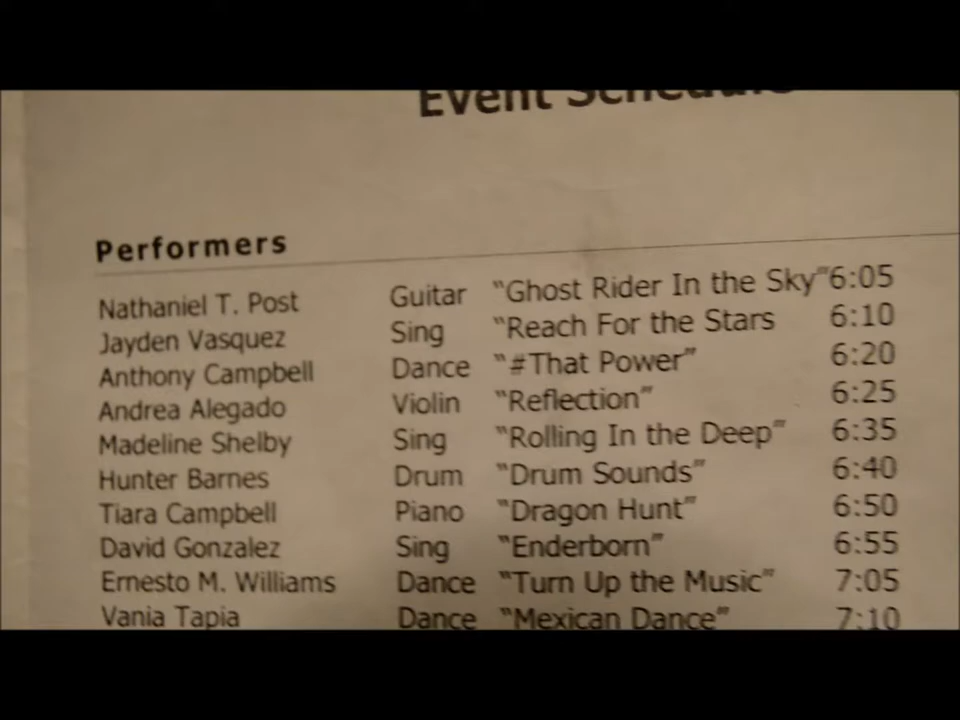 Event Schedule
Performers
Nathaniel T. Post Guitar "Ghost Rider In the Sky" 6:05
Jayden Vasquez Sing "Reach For the Stars 6:10
Anthony Campbell Dance "#That Power" 6:20
Andrea Alegado Violin "Reflection" 6:25
Madeline Shelby Sing "Rolling In the Deep" 6:35
Hunter Barnes Drum "Drum Sounds" 6:40
Tiara Campbell Piano "Dragon Hunt" 6:50
David Gonzalez Sing "Enderborn" 6:55
Ernesto M. Williams Dance "Turn Up the Music" 7:05
Vania Tapia Dance "Mexican Dance" 7:10